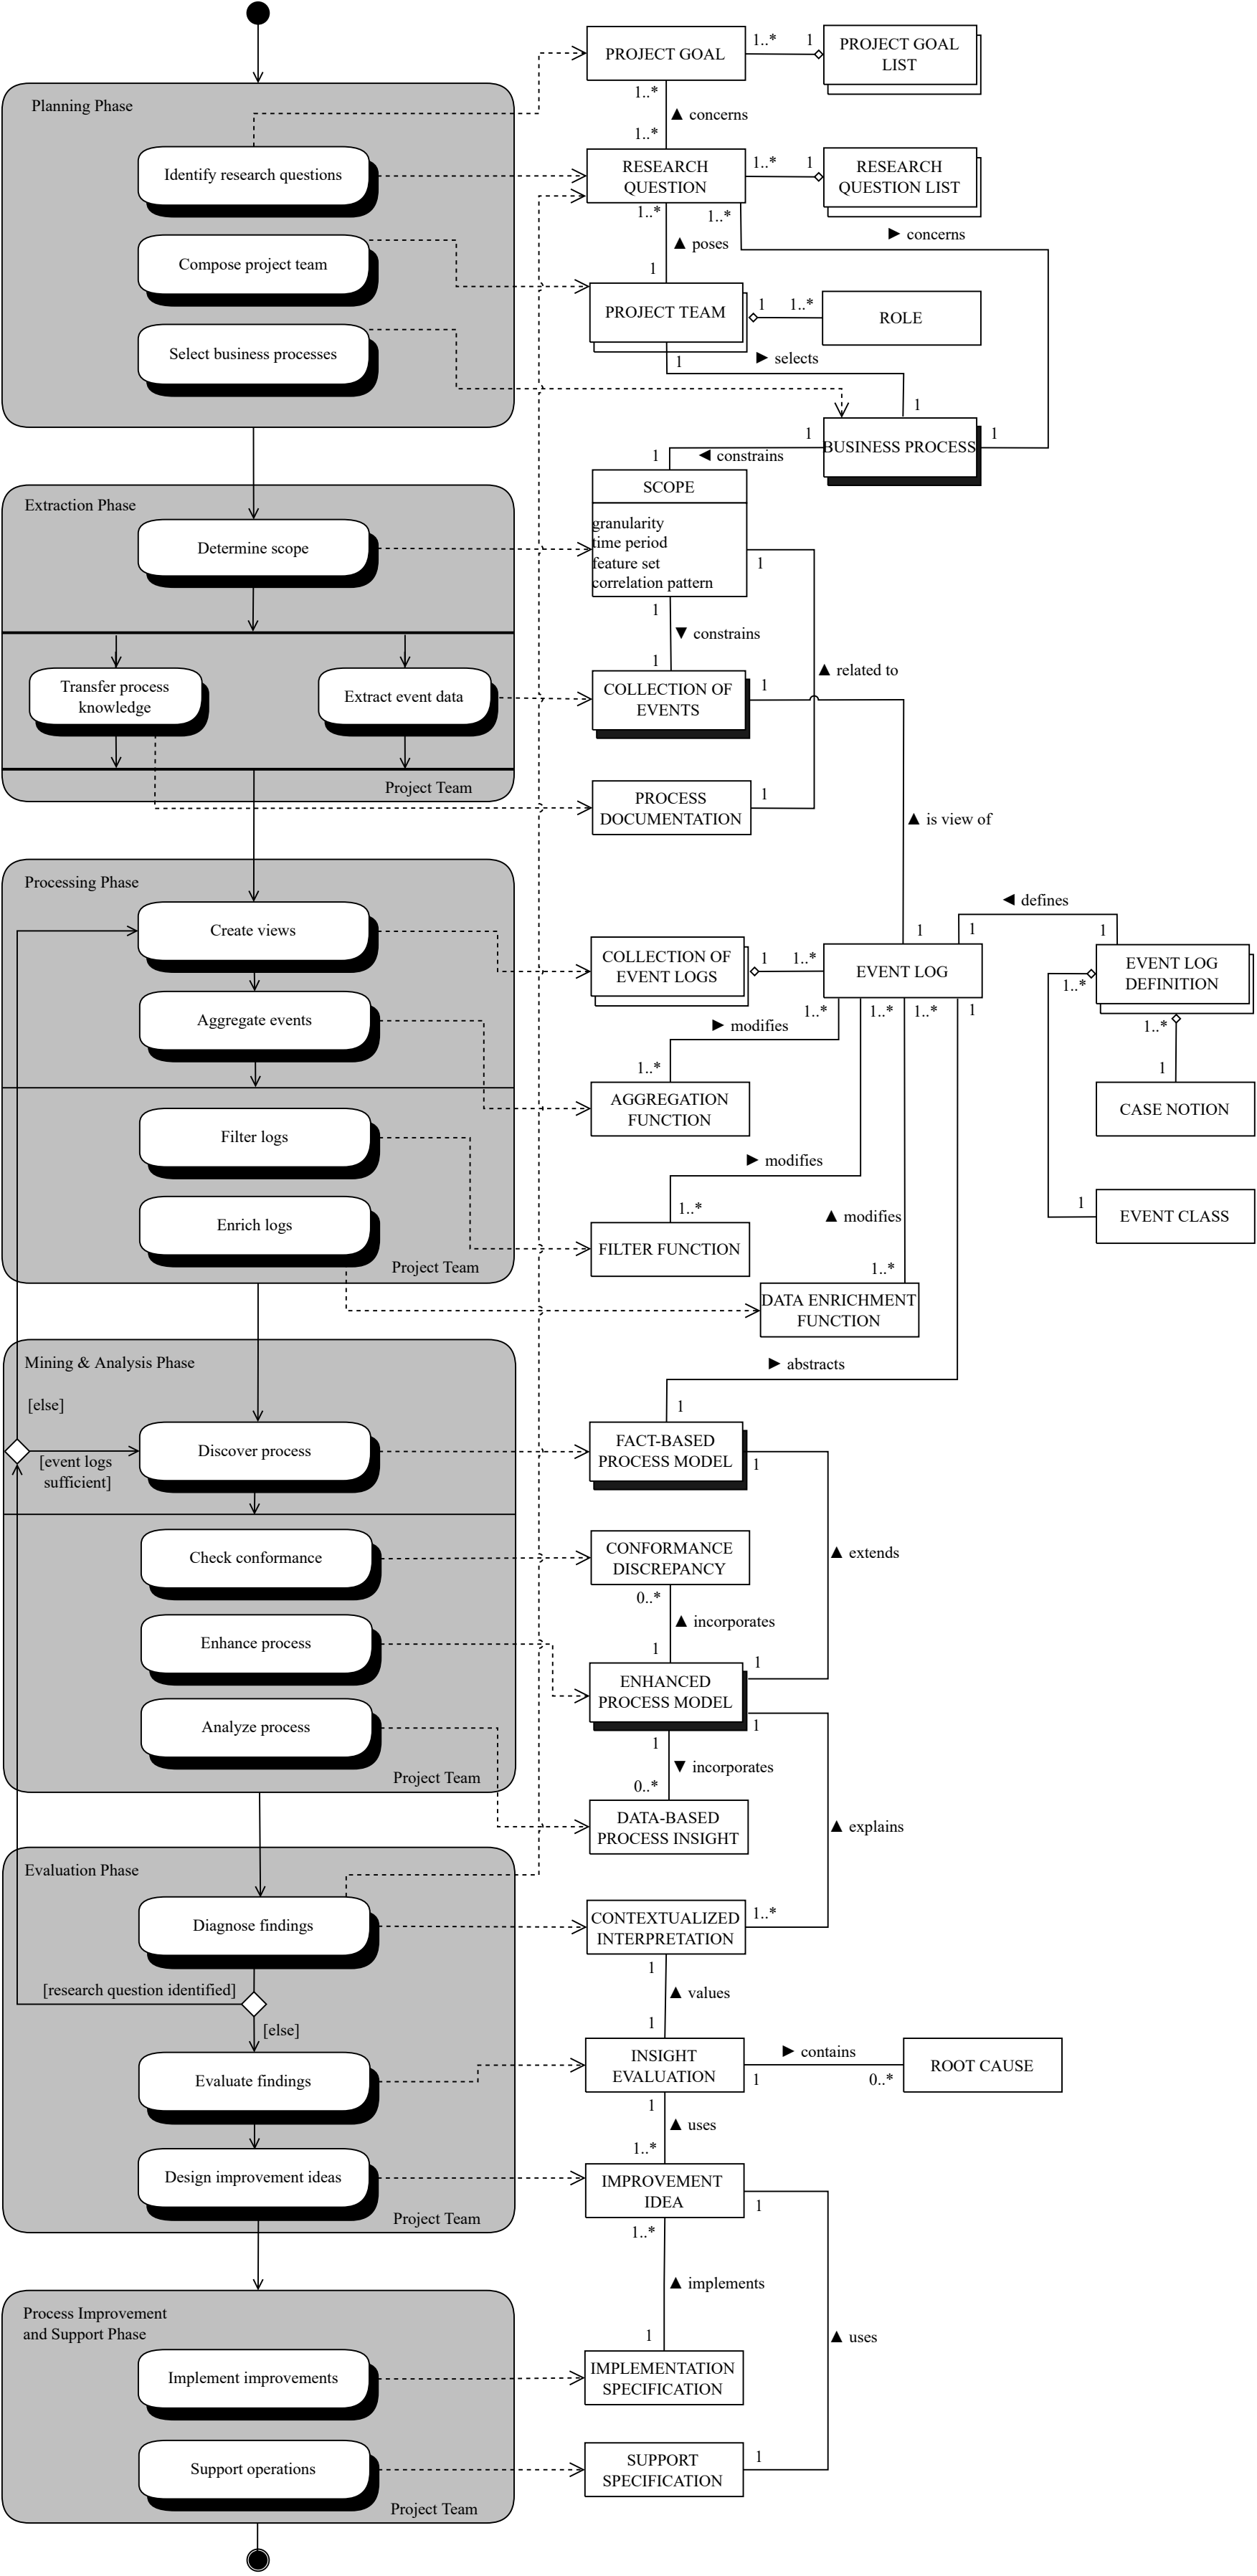 PROJECT GOAL
1..*
1
PROJECT GOAL
LIST
Planning Phase
1..*
▲ concerns
1..*
Identify research questions
RESEARCH
QUESTION
1..*
1
RESEARCH
QUESTION LIST
1..*
1..*
▲ poses
► concerns
Compose project team
1
PROJECT TEAM
1
1..*
ROLE
Select business processes
1
► selects
1
1
BUSINESS PROCESS
1
1
◄ constrains
Extraction Phase
SCOPE
granularity
time period
feature set
correlation pattern
Determine scope
1
1
▼ constrains
1
▲ related to
Transfer process
knowledge
Extract event data
COLLECTION OF
EVENTS
1
Project Team
PROCESS
DOCUMENTATION
1
▲ is view of
Processing Phase
◄ defines
Create views
1
1
1
COLLECTION OF
EVENT LOGS
1
1..*
EVENT LOG
EVENT LOG
DEFINITION
1..*
Aggregate events
1..*
1..*
1..*
1
► modifies
1..*
1..*
1
AGGREGATION
FUNCTION
CASE NOTION
Filter logs
► modifies
1..*
1
Enrich logs
▲ modifies
EVENT CLASS
FILTER FUNCTION
Project Team
1..*
DATA ENRICHMENT
FUNCTION
Mining & Analysis Phase
► abstracts
[else]
1
Discover process
[event logs
sufficient]
FACT-BASED
PROCESS MODEL
1
Check conformance
CONFORMANCE
DISCREPANCY
▲ extends
0..*
▲ incorporates
Enhance process
1
1
ENHANCED
PROCESS MODEL
Analyze process
1
1
▼ incorporates
0..*
Project Team
DATA-BASED
PROCESS INSIGHT
▲ explains
Evaluation Phase
Diagnose findings
CONTEXTUALIZED
INTERPRETATION
1..*
1
[research question identified]
▲ values
1
[else]
Evaluate findings
INSIGHT
EVALUATION
► contains
1
0..*
ROOT CAUSE
1
▲ uses
1..*
Design improvement ideas
IMPROVEMENT
IDEA
1
Project Team
1..*
▲ implements
Process Improvement
and Support Phase
1
▲ uses
Implement improvements
IMPLEMENTATION
SPECIFICATION
Support operations
SUPPORT
SPECIFICATION
1
Project Team